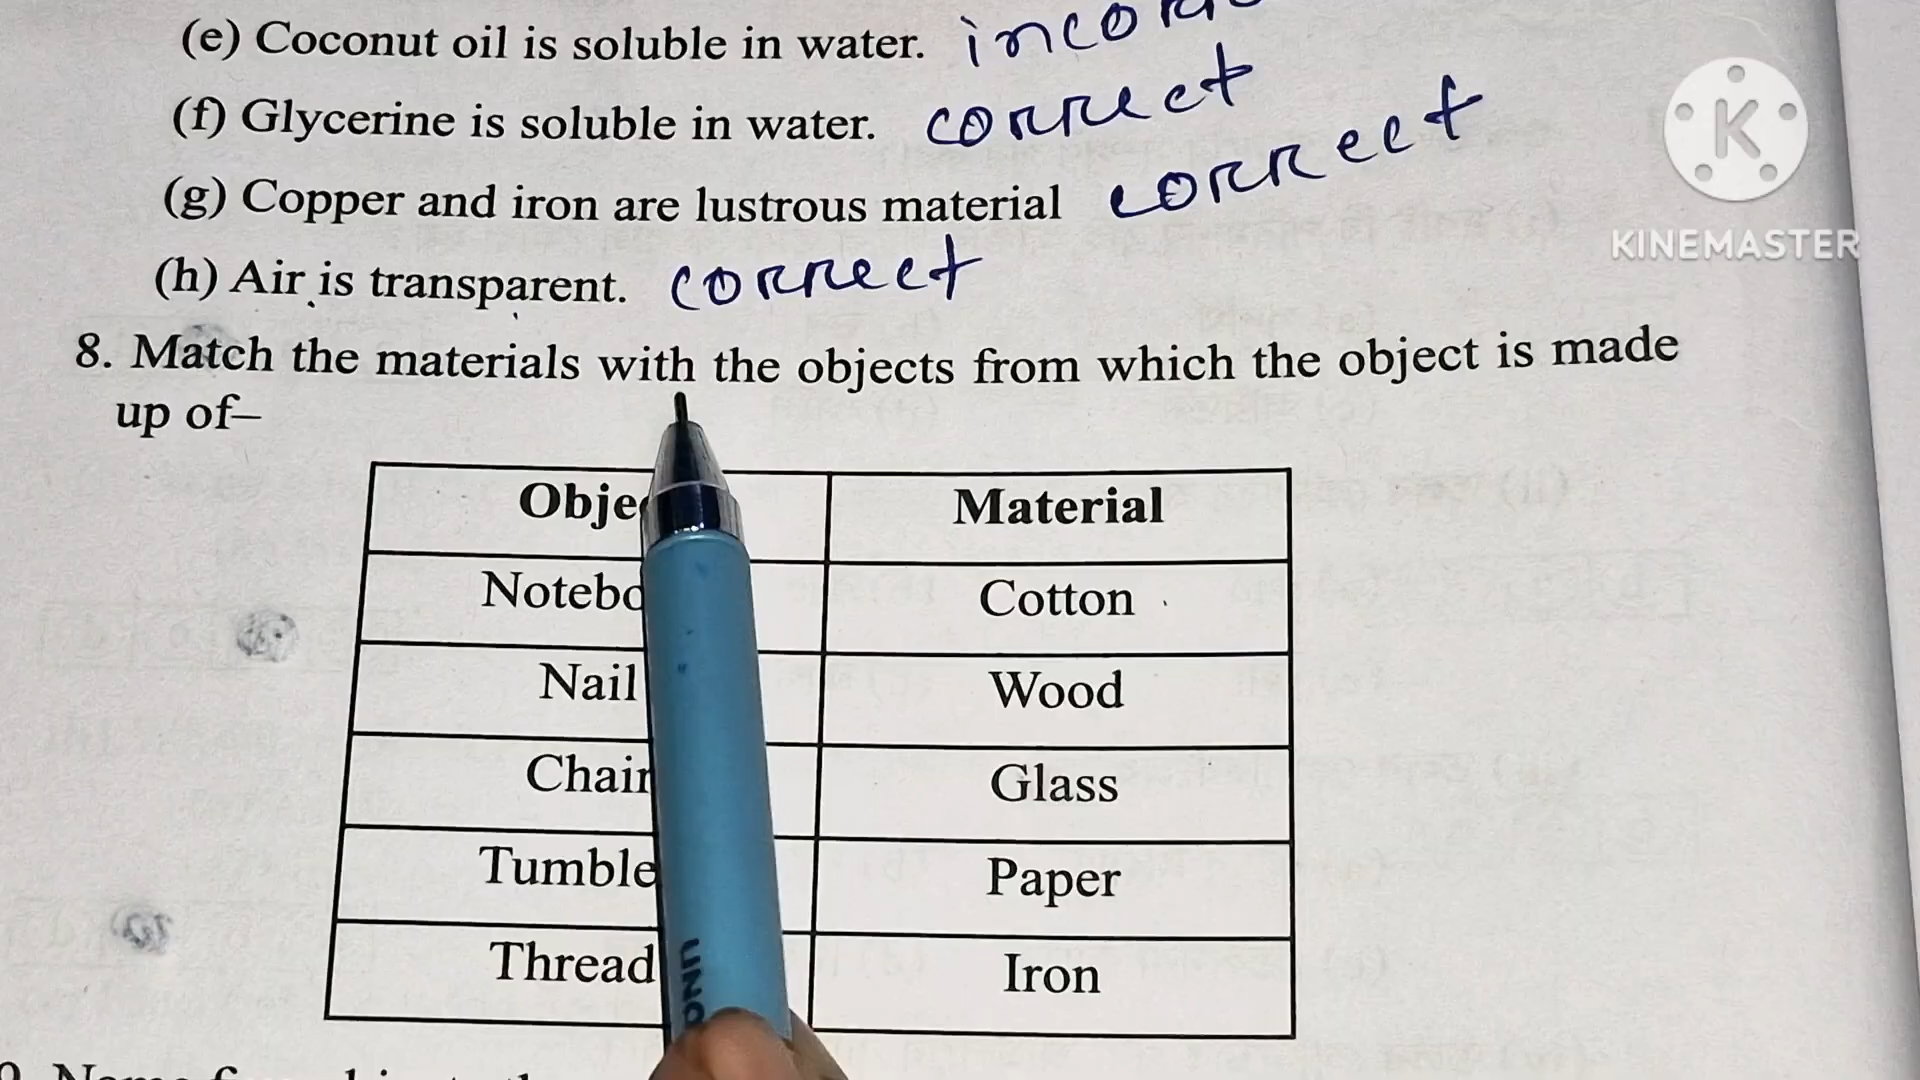 (e) Coconut oil is soluble in water.
(f) Glycerine is soluble in water. correct
(g) Copper and iron are lustrous material correct
(h) Air is transparent. correct
KINEMASTER
8. Match the materials with the objects from which the object is made
up of–
Material
Cotton
Nail Wood
Chair Glass
Paper
Thread Iron